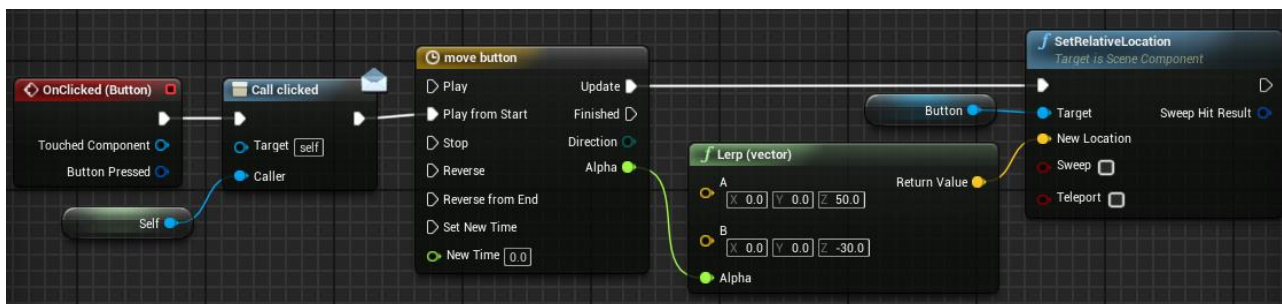 OnClicked (Button)
Touched Component
Button Pressed
Self
Call clicked
Target self
Caller
move button
Play
Update
Play from Start
Finished
Stop
Direction
Reverse
Alpha
Reverse from End
Set New Time
New Time 0.0
f Lerp (vector)
A
X 0.0 Y 0.0 Z 50.0
Return Value
B
X 0.0 Y 0.0 Z -30.0
Alpha
Button
f SetRelativeLocation
Target is Scene Component
Target
Sweep Hit Result
New Location
Sweep
Teleport